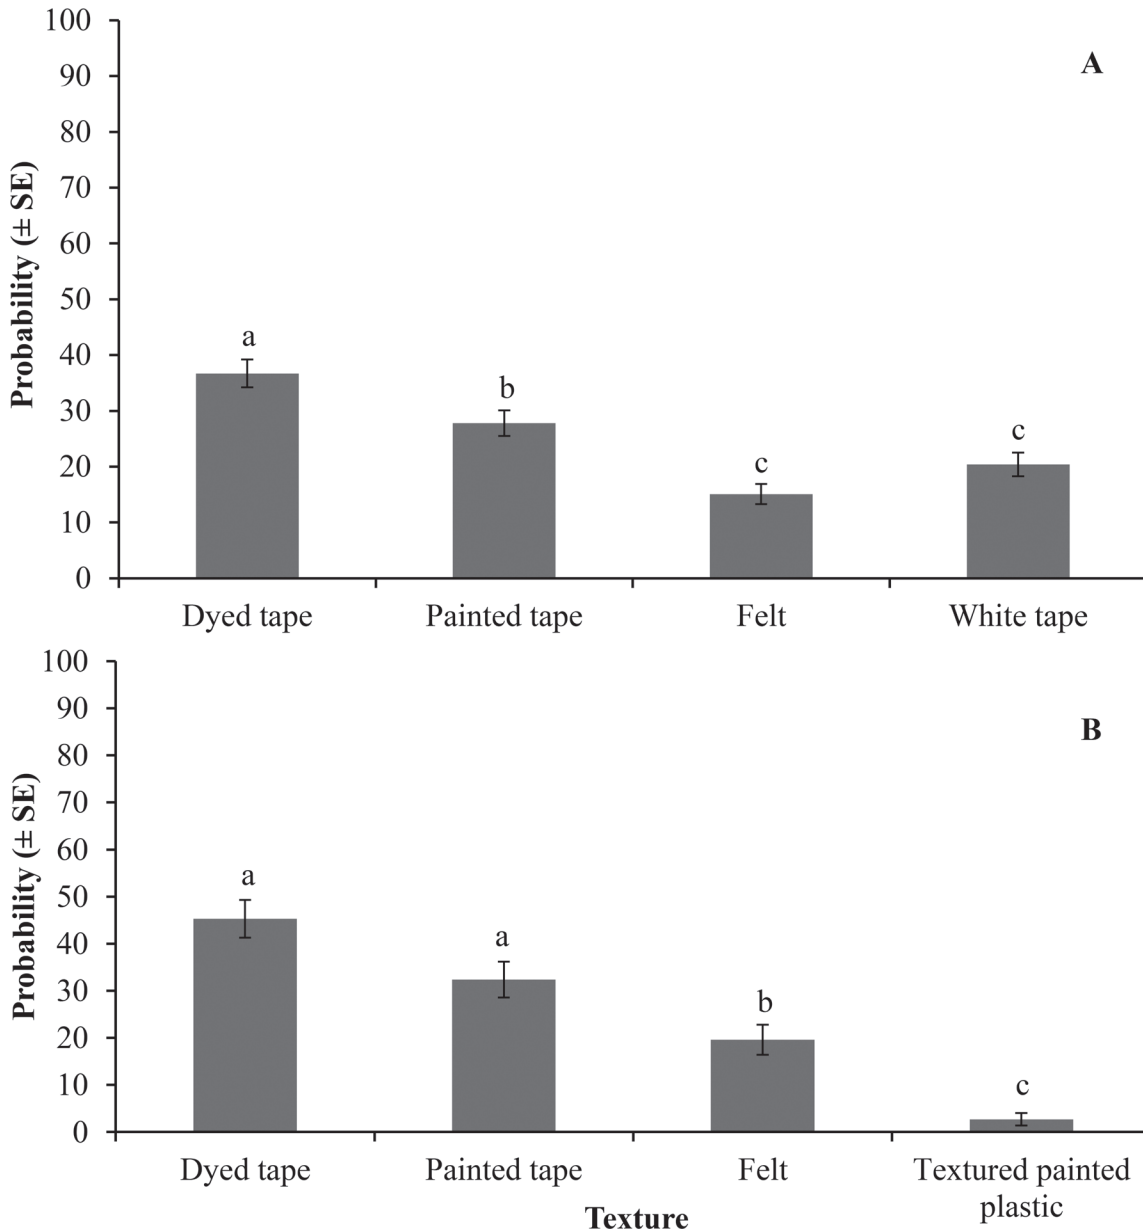 100
A
90
80
70
60
50
40
30
20
10
0
Probability (± SE)
a
b
c
c
Dyed tape
Painted tape
Felt
White tape
100
90
B
80
70
60
50
40
30
20
10
0
Probability (± SE)
a
a
b
c
Dyed tape
Painted tape
Felt
Textured painted
plastic
Texture